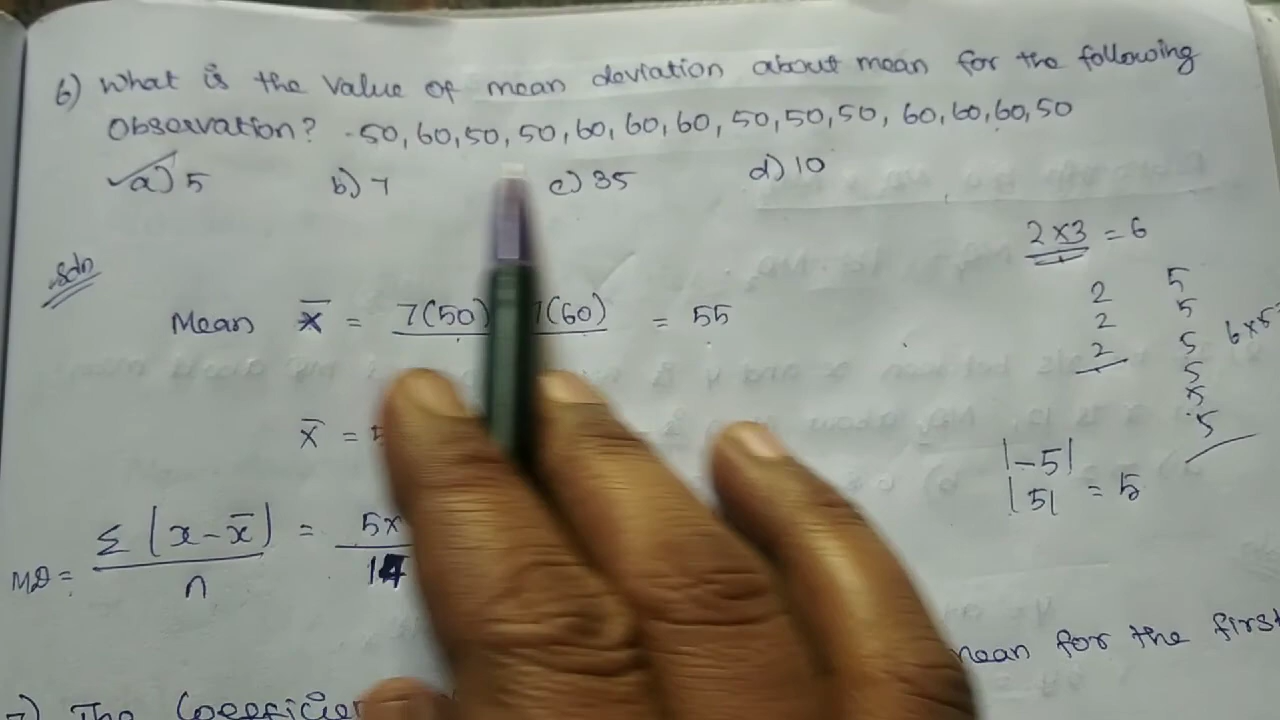 6) What is the value of mean deviation about mean for the following
Observation? 50, 60, 50, 50, 60, 60, 60, 50, 50, 50, 60, 60, 60, 50
a) 5 b) 7 c) 35 d) 10
Soln
2×3 = 6
2 5
2 5
2 5 6×5
5
5
5
Mean x̄ = 7(50) (60) = 55
x̄ =
|-5|
|5| = 5
MD = Σ |x-x̄| / n = 5× / 14
mean for the first
7) The Coefficien